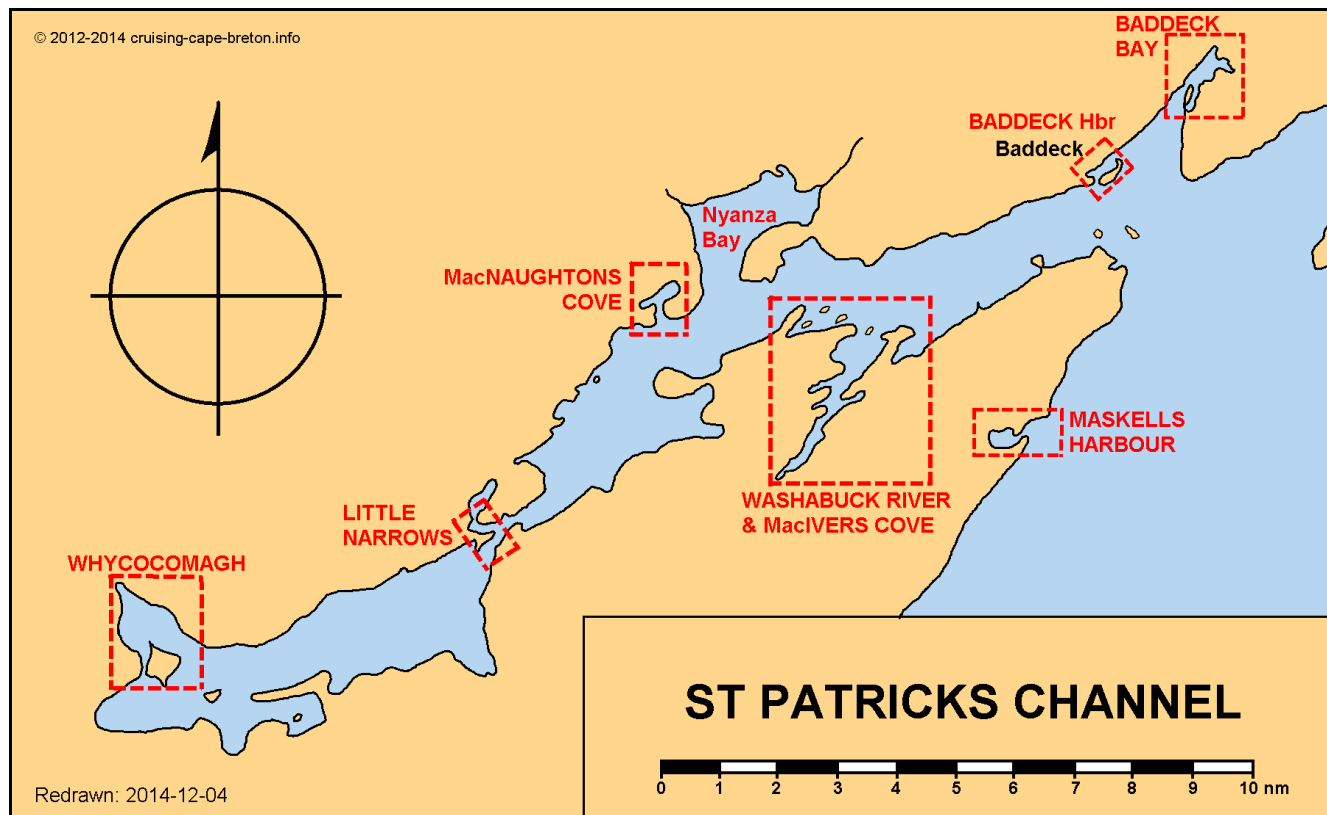 © 2012-2014 cruising-cape-breton.info
BADDECK
BAY
BADDECK Hbr
Baddeck
Nyanza
Bay
MacNAUGHTONS
COVE
MASKELLS
HARBOUR
WASHABUCK RIVER
& MacIVERS COVE
LITTLE
NARROWS
WHYCOCOMAGH
ST PATRICKS CHANNEL
0 1 2 3 4 5 6 7 8 9 10 nm
Redrawn: 2014-12-04